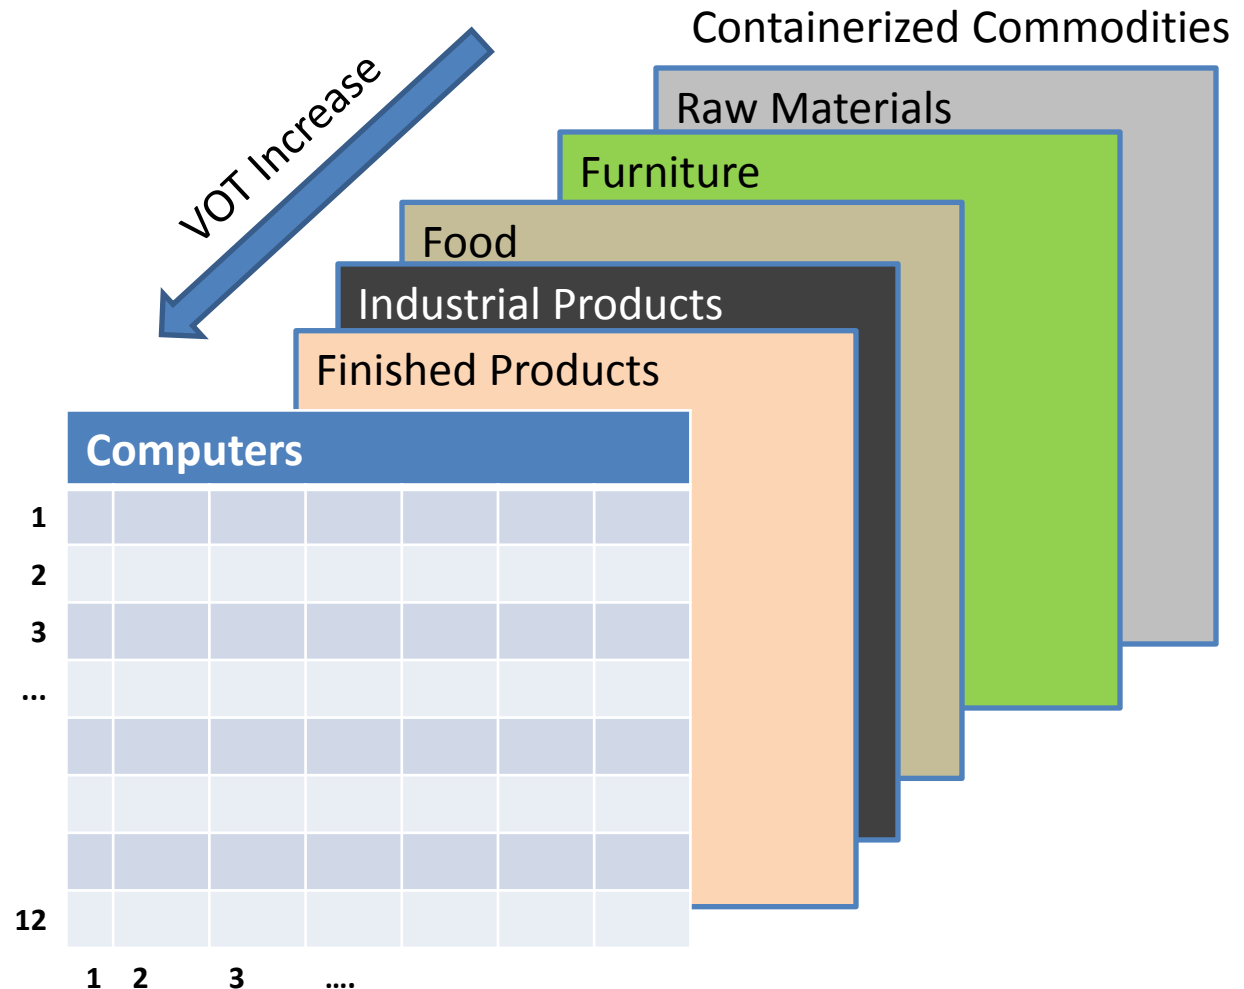 Containerized Commodities
VOT Increase
Raw Materials
Furniture
Food
Industrial Products
Finished Products
Computers
1
2
3
...
12
1 2 3 ....